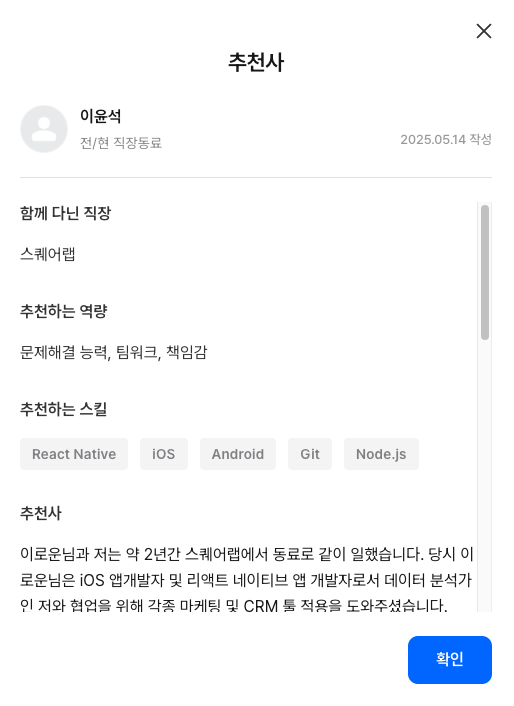 추천사
이윤석
전/현 직장동료
2025.05.14 작성
함께 다닌 직장
스퀘어랩
추천하는 역량
문제해결 능력, 팀워크, 책임감
추천하는 스킬
React Native iOS Android Git Node.js
추천사
이로운님과 저는 약 2년간 스퀘어랩에서 동료로 같이 일했습니다. 당시 이
로운님은 iOS 앱개발자 및 리액트 네이티브 앱 개발자로서 데이터 분석가
인 저와 협업을 위해 각종 마케팅 및 CRM 툴 적용을 도와주셨습니다.
확인